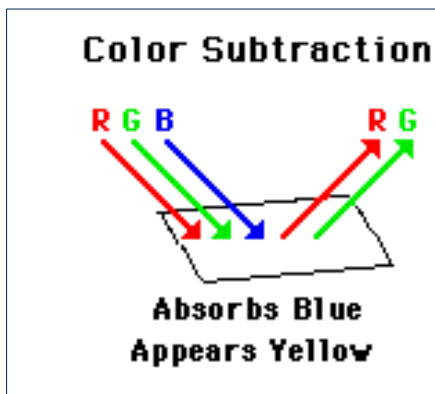 Color Subtraction
R G B R G
Absorbs Blue
Appears Yellow